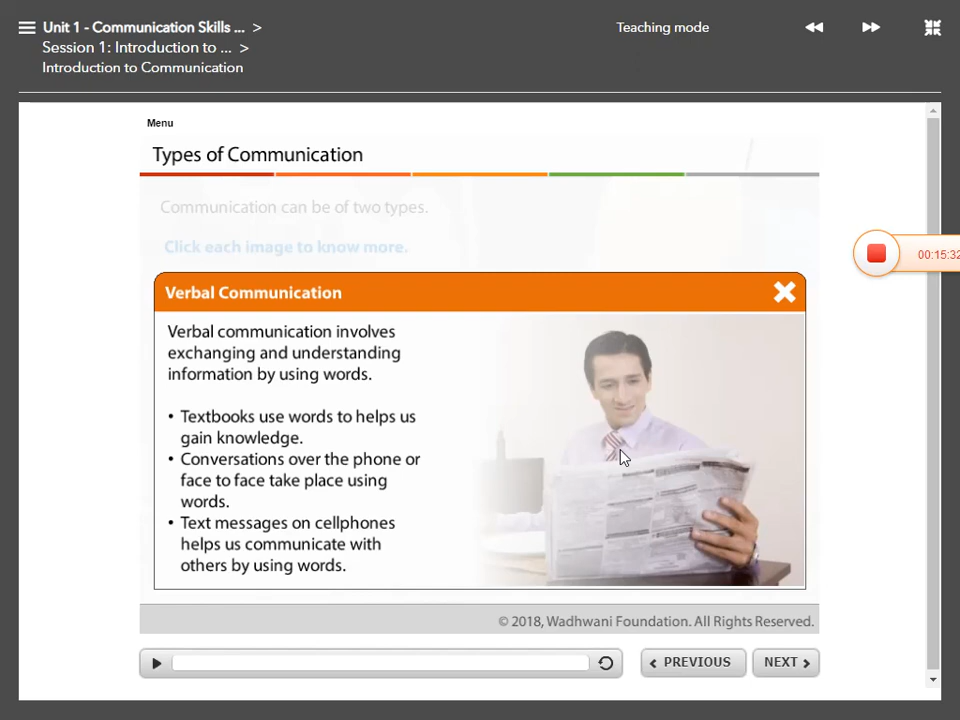 Unit 1 - Communication Skills ... >
Teaching mode
Session 1: Introduction to ... >
Introduction to Communication
Menu
Types of Communication
Communication can be of two types.
Click each image to know more.
00:15:32
Verbal Communication
Verbal communication involves
exchanging and understanding
information by using words.
• Textbooks use words to helps us
gain knowledge.
• Conversations over the phone or
face to face take place using
words.
• Text messages on cellphones
helps us communicate with
others by using words.
© 2018, Wadhwani Foundation. All Rights Reserved.
PREVIOUS
NEXT